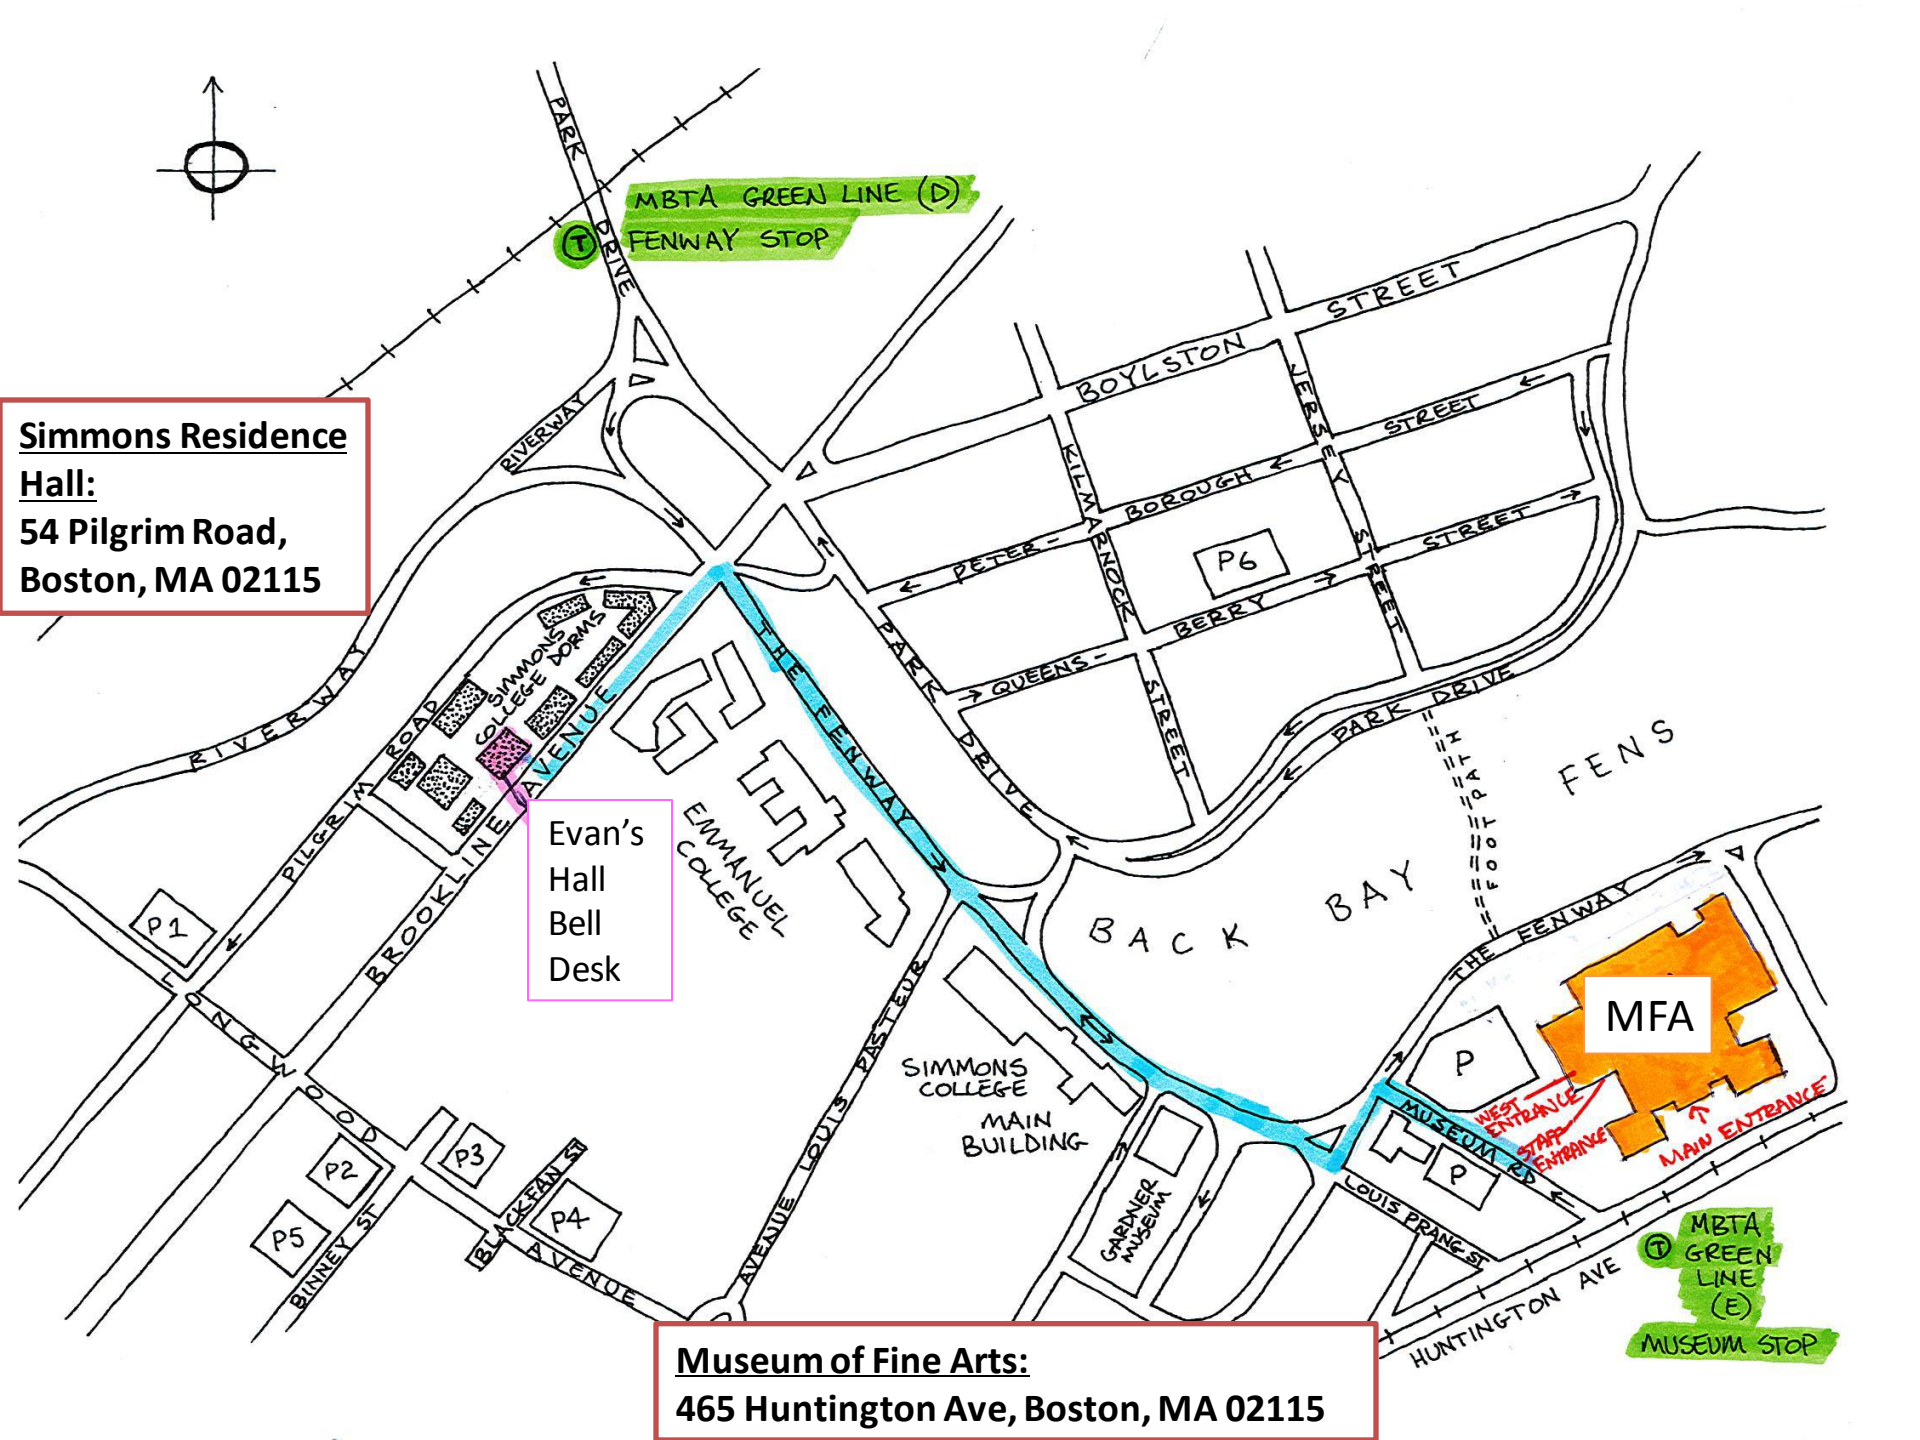 PARK DRIVE
MBTA GREEN LINE (D)
T FENWAY STOP
BOYLSTON STREET
JERSEY STREET
RIVERWAY
Simmons Residence
Hall:
54 Pilgrim Road,
Boston, MA 02115
KILMARNOCK STREET
PETER- BOROUGH STREET
P6
QUEENS- BERRY STREET
PARK DRIVE
PARK DRIVE
THE FENWAY
SIMMONS
COLLEGE DORMS
RIVERWAY
PILGRIM ROAD
BROOKLINE AVENUE
Evan's
Hall
Bell
Desk
EMMANUEL
COLLEGE
FOOTPATH
BACK BAY FENS
THE FENWAY
P1
LONGWOOD AVENUE
AVENUE LOUIS PASTEUR
SIMMONS
COLLEGE
MAIN
BUILDING
MFA
P
WEST
ENTRANCE
STAFF
ENTRANCE
MAIN ENTRANCE
MUSEUM RD
P
LOUIS PRANG ST
GARDNER
MUSEUM
P2
P3
P4
P5
BLACKFAN ST
BINNEY ST
HUNTINGTON AVE
T MBTA
GREEN
LINE
(E)
MUSEUM STOP
Museum of Fine Arts:
465 Huntington Ave, Boston, MA 02115